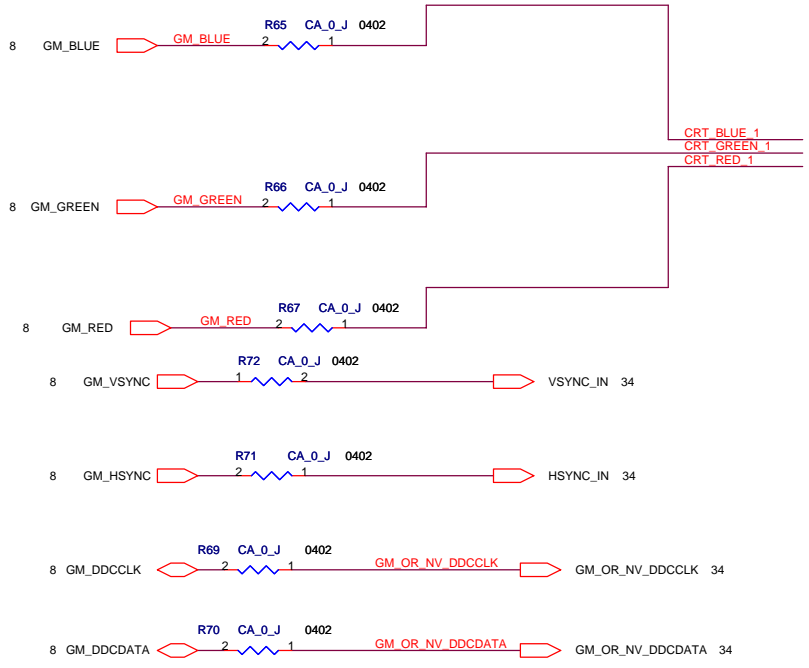 R65 CA_0_J 0402
8 GM_BLUE GM_BLUE 2 1
CRT_BLUE_1
CRT_GREEN_1
CRT_RED_1
R66 CA_0_J 0402
8 GM_GREEN GM_GREEN 2 1
R67 CA_0_J 0402
8 GM_RED GM_RED 2 1
R72 CA_0_J 0402
8 GM_VSYNC 1 2 VSYNC_IN 34
R71 CA_0_J 0402
8 GM_HSYNC 2 1 HSYNC_IN 34
R69 CA_0_J 0402
8 GM_DDCCLK 2 1 GM_OR_NV_DDCCLK GM_OR_NV_DDCCLK 34
R70 CA_0_J 0402
8 GM_DDCDATA 2 1 GM_OR_NV_DDCDATA GM_OR_NV_DDCDATA 34